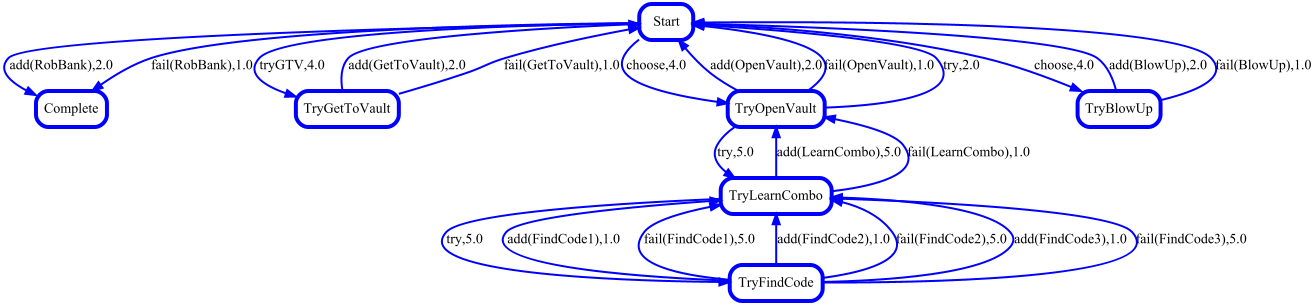 Start
add(RobBank),2.0
fail(RobBank),1.0
tryGTV,4.0
add(GetToVault),2.0
fail(GetToVault),1.0
choose,4.0
add(OpenVault),2.0
fail(OpenVault),1.0
try,2.0
choose,4.0
add(BlowUp),2.0
fail(BlowUp),1.0
Complete
TryGetToVault
TryOpenVault
TryBlowUp
try,5.0
add(LearnCombo),5.0
fail(LearnCombo),1.0
TryLearnCombo
try,5.0
add(FindCode1),1.0
fail(FindCode1),5.0
add(FindCode2),1.0
fail(FindCode2),5.0
add(FindCode3),1.0
fail(FindCode3),5.0
TryFindCode